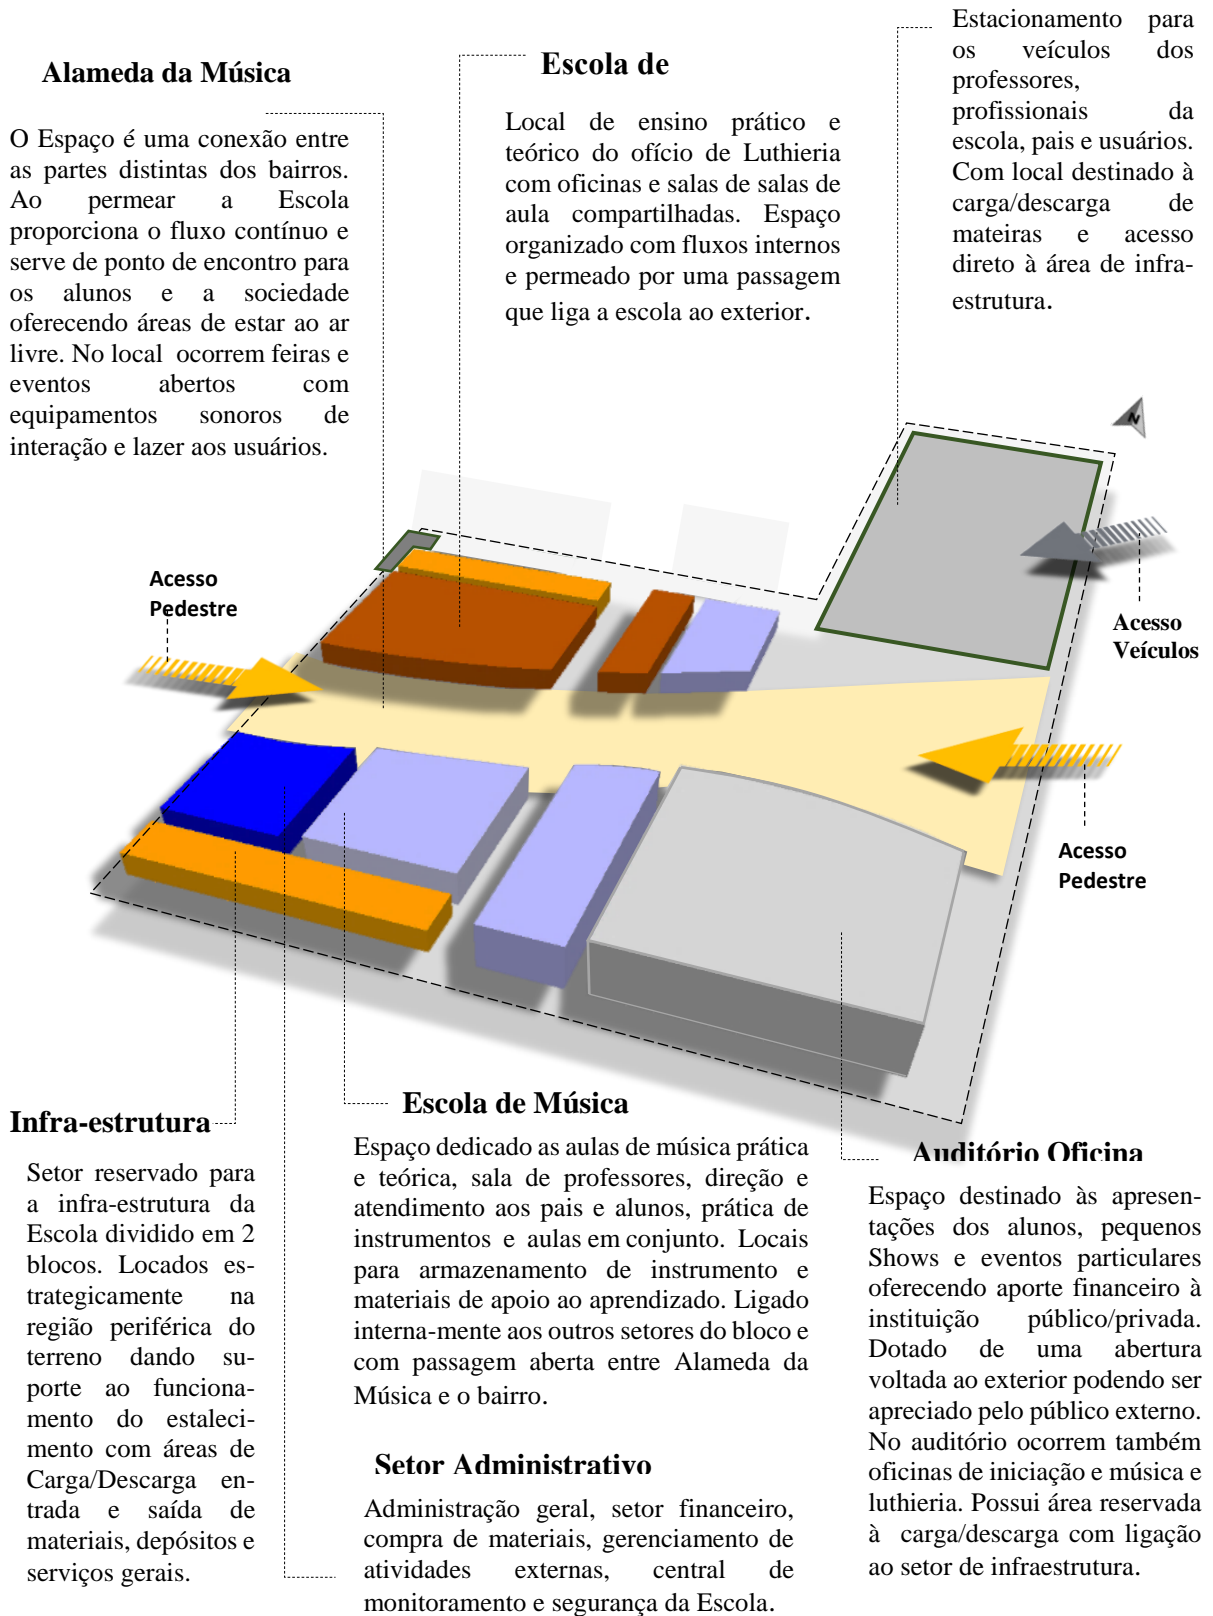 Alameda da Música
O Espaço é uma conexão entre
as partes distintas dos bairros.
Ao permear a Escola
proporciona o fluxo contínuo e
serve de ponto de encontro para
os alunos e a sociedade
oferecendo áreas de estar ao ar
livre. No local ocorrem feiras e
eventos abertos com
equipamentos sonoros de
interação e lazer aos usuários.
Escola de
Local de ensino prático e
teórico do ofício de Luthieria
com oficinas e salas de salas de
aula compartilhadas. Espaço
organizado com fluxos internos
e permeado por uma passagem
que liga a escola ao exterior.
Estacionamento para
os veículos dos
professores,
profissionais da
escola, pais e usuários.
Com local destinado à
carga/descarga de
mateiras e acesso
direto à área de infra-
estrutura.
N
Acesso
Pedestre
Acesso
Veículos
Acesso
Pedestre
Infra-estrutura
Setor reservado para
a infra-estrutura da
Escola dividido em 2
blocos. Locados es-
trategicamente na
região periférica do
terreno dando su-
porte ao funciona-
mento do estaleci-
mento com áreas de
Carga/Descarga en-
trada e saída de
materiais, depósitos e
serviços gerais.
Escola de Música
Espaço dedicado as aulas de música prática
e teórica, sala de professores, direção e
atendimento aos pais e alunos, prática de
instrumentos e aulas em conjunto. Locais
para armazenamento de instrumento e
materiais de apoio ao aprendizado. Ligado
interna-mente aos outros setores do bloco e
com passagem aberta entre Alameda da
Música e o bairro.
Setor Administrativo
Administração geral, setor financeiro,
compra de materiais, gerenciamento de
atividades externas, central de
monitoramento e segurança da Escola.
Auditório Oficina
Espaço destinado às apresen-
tações dos alunos, pequenos
Shows e eventos particulares
oferecendo aporte financeiro à
instituição público/privada.
Dotado de uma abertura
voltada ao exterior podendo ser
apreciado pelo público externo.
No auditório ocorrem também
oficinas de iniciação e música e
luthieria. Possui área reservada
à carga/descarga com ligação
ao setor de infraestrutura.